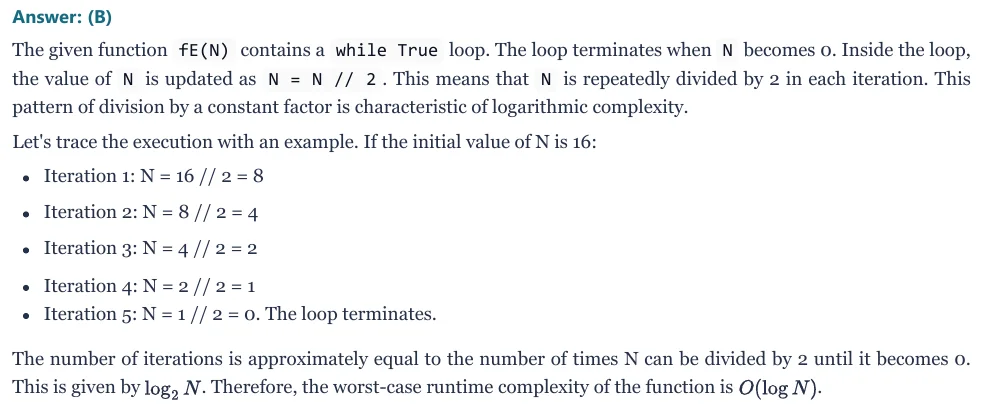 Answer: (B)
The given function fE(N) contains a while True loop. The loop terminates when N becomes 0. Inside the loop,
the value of N is updated as N = N // 2. This means that N is repeatedly divided by 2 in each iteration. This
pattern of division by a constant factor is characteristic of logarithmic complexity.
Let's trace the execution with an example. If the initial value of N is 16:
• Iteration 1: N = 16 // 2 = 8
• Iteration 2: N = 8 // 2 = 4
• Iteration 3: N = 4 // 2 = 2
• Iteration 4: N = 2 // 2 = 1
• Iteration 5: N = 1 // 2 = 0. The loop terminates.
The number of iterations is approximately equal to the number of times N can be divided by 2 until it becomes 0.
This is given by log₂ N. Therefore, the worst-case runtime complexity of the function is O(log N).